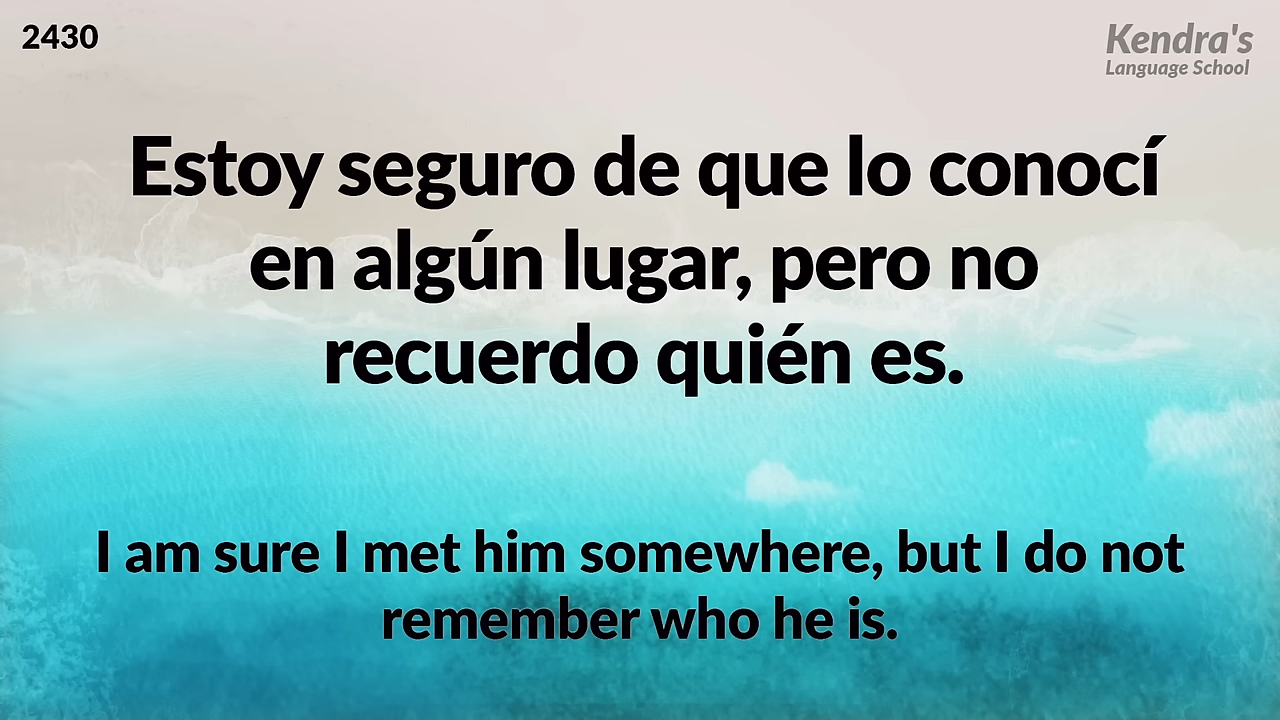 2430
Kendra's
Language School
Estoy seguro de que lo conocí
en algún lugar, pero no
recuerdo quién es.
I am sure I met him somewhere, but I do not
remember who he is.